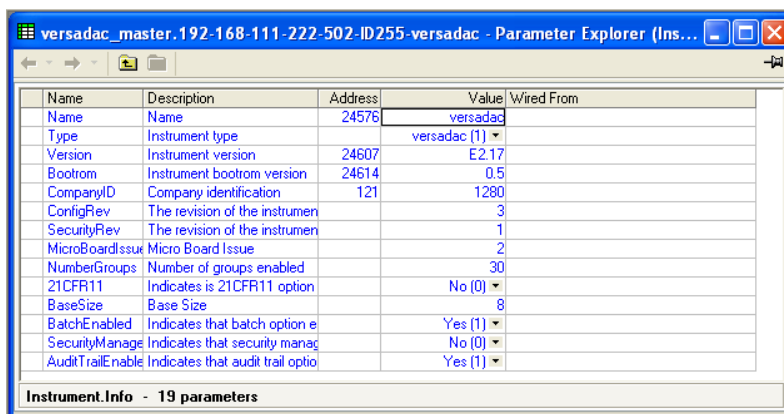 versadac_master.192-168-111-222-502-ID255-versadac - Parameter Explorer (Ins...
Name Description Address Value Wired From
Name Name 24576 versadac
Type Instrument type versadac (1)
Version Instrument version 24607 E2.17
Bootrom Instrument bootrom version 24614 0.5
CompanyID Company identification 121 1280
ConfigRev The revision of the instrumen 3
SecurityRev The revision of the instrumen 1
MicroBoardIssue Micro Board Issue 2
NumberGroups Number of groups enabled 30
21CFR11 Indicates is 21CFR11 option No (0)
BaseSize Base Size 8
BatchEnabled Indicates that batch option e Yes (1)
SecurityManage Indicates that security manag No (0)
AuditTrailEnable Indicates that audit trail optio Yes (1)
Instrument.Info - 19 parameters